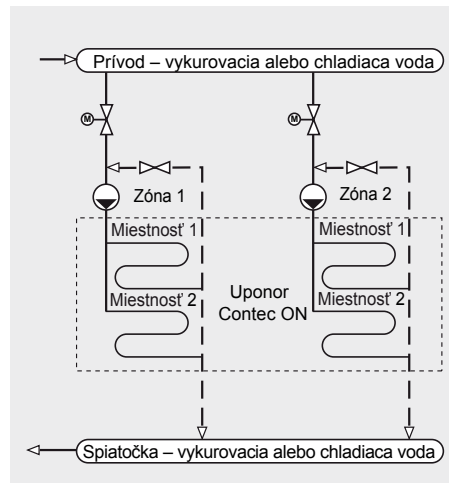 Prívod – vykurovacia alebo chladiaca voda
M
M
Zóna 1
Zóna 2
Miestnosť 1
Miestnosť 1
Miestnosť 2
Uponor
Contec ON
Miestnosť 2
Spiatočka – vykurovacia alebo chladiaca voda